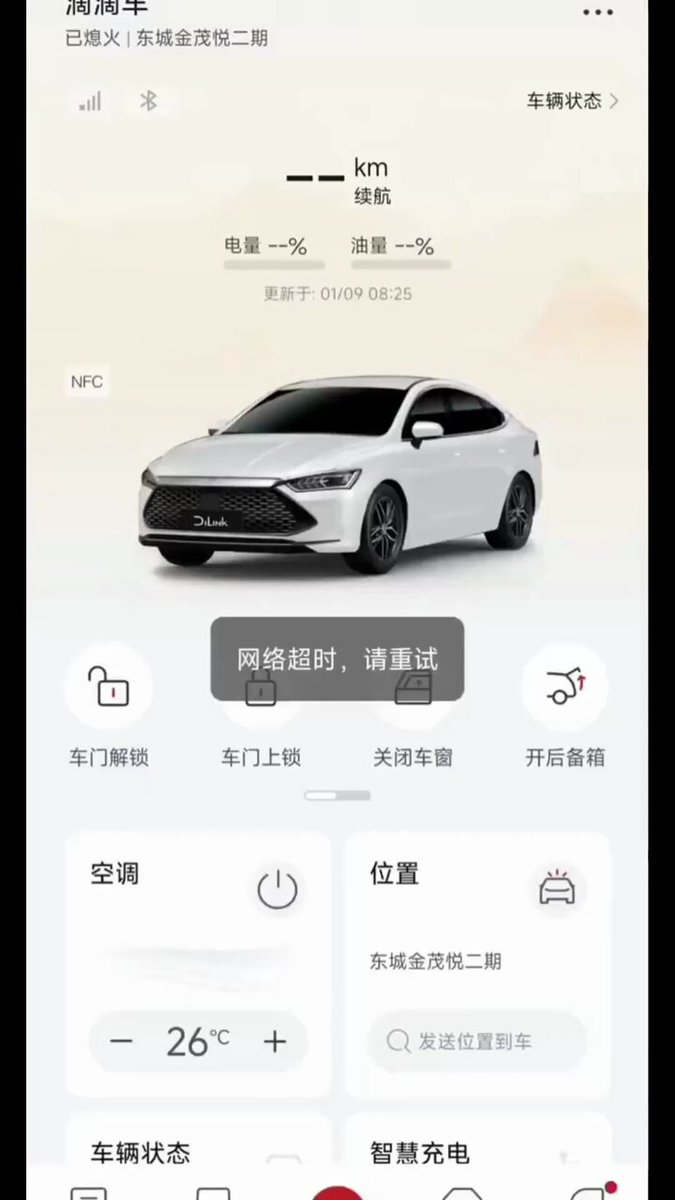 滴滴车
已熄火 | 东城金茂悦二期
车辆状态
-- km
续航
电量 --% 油量 --%
更新于: 01/09 08:25
NFC
DiLink
网络超时，请重试
车门解锁 车门上锁 关闭车窗 开后备箱
空调 位置
东城金茂悦二期
26℃ 发送位置到车
车辆状态 智慧充电